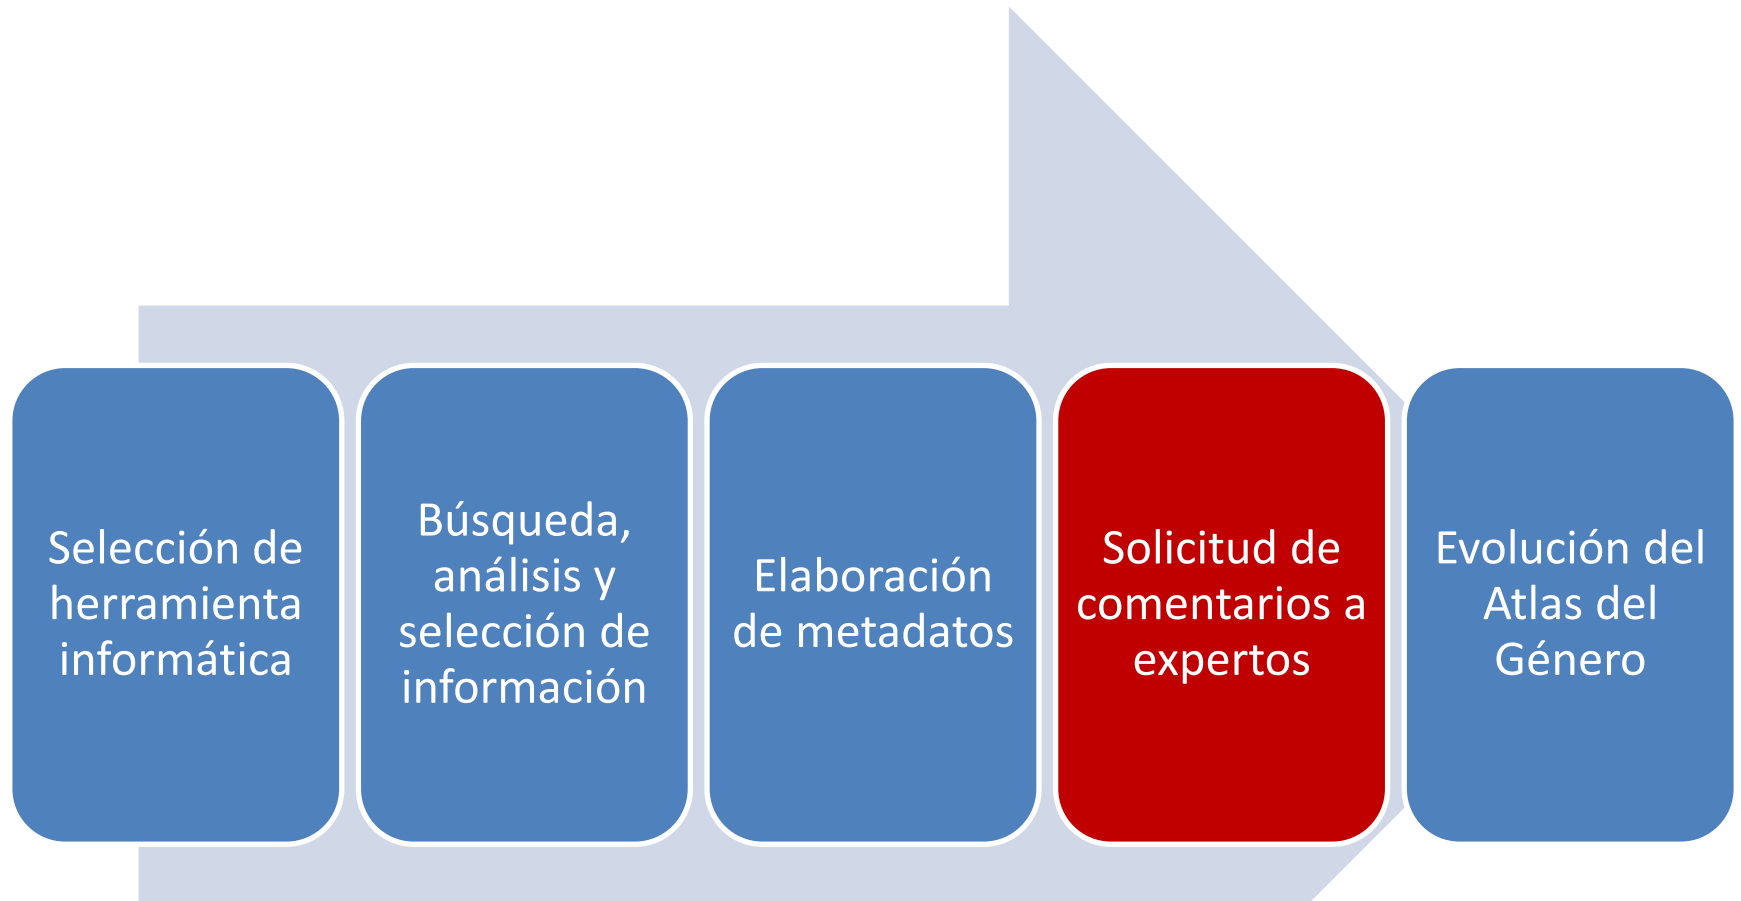 Selección de
herramienta
informática
Búsqueda,
análisis y
selección de
información
Elaboración
de metadatos
Solicitud de
comentarios a
expertos
Evolución del
Atlas del
Género